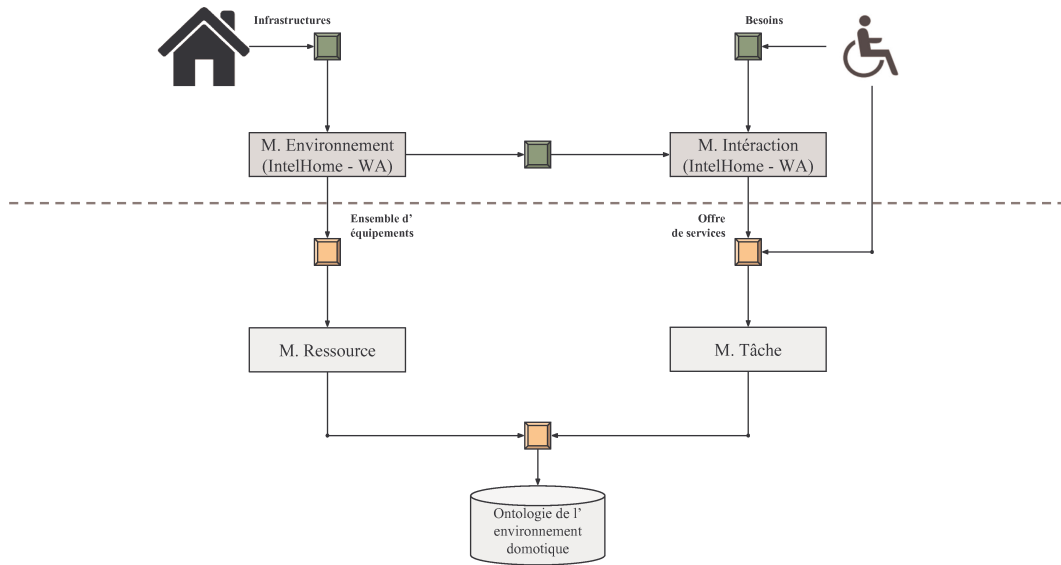 Infrastructures
Besoins
M. Environnement
(IntelHome - WA)
M. Intéraction
(IntelHome - WA)
Ensemble d’
équipements
Offre
de services
M. Ressource
M. Tâche
Ontologie de l’
environnement
domotique